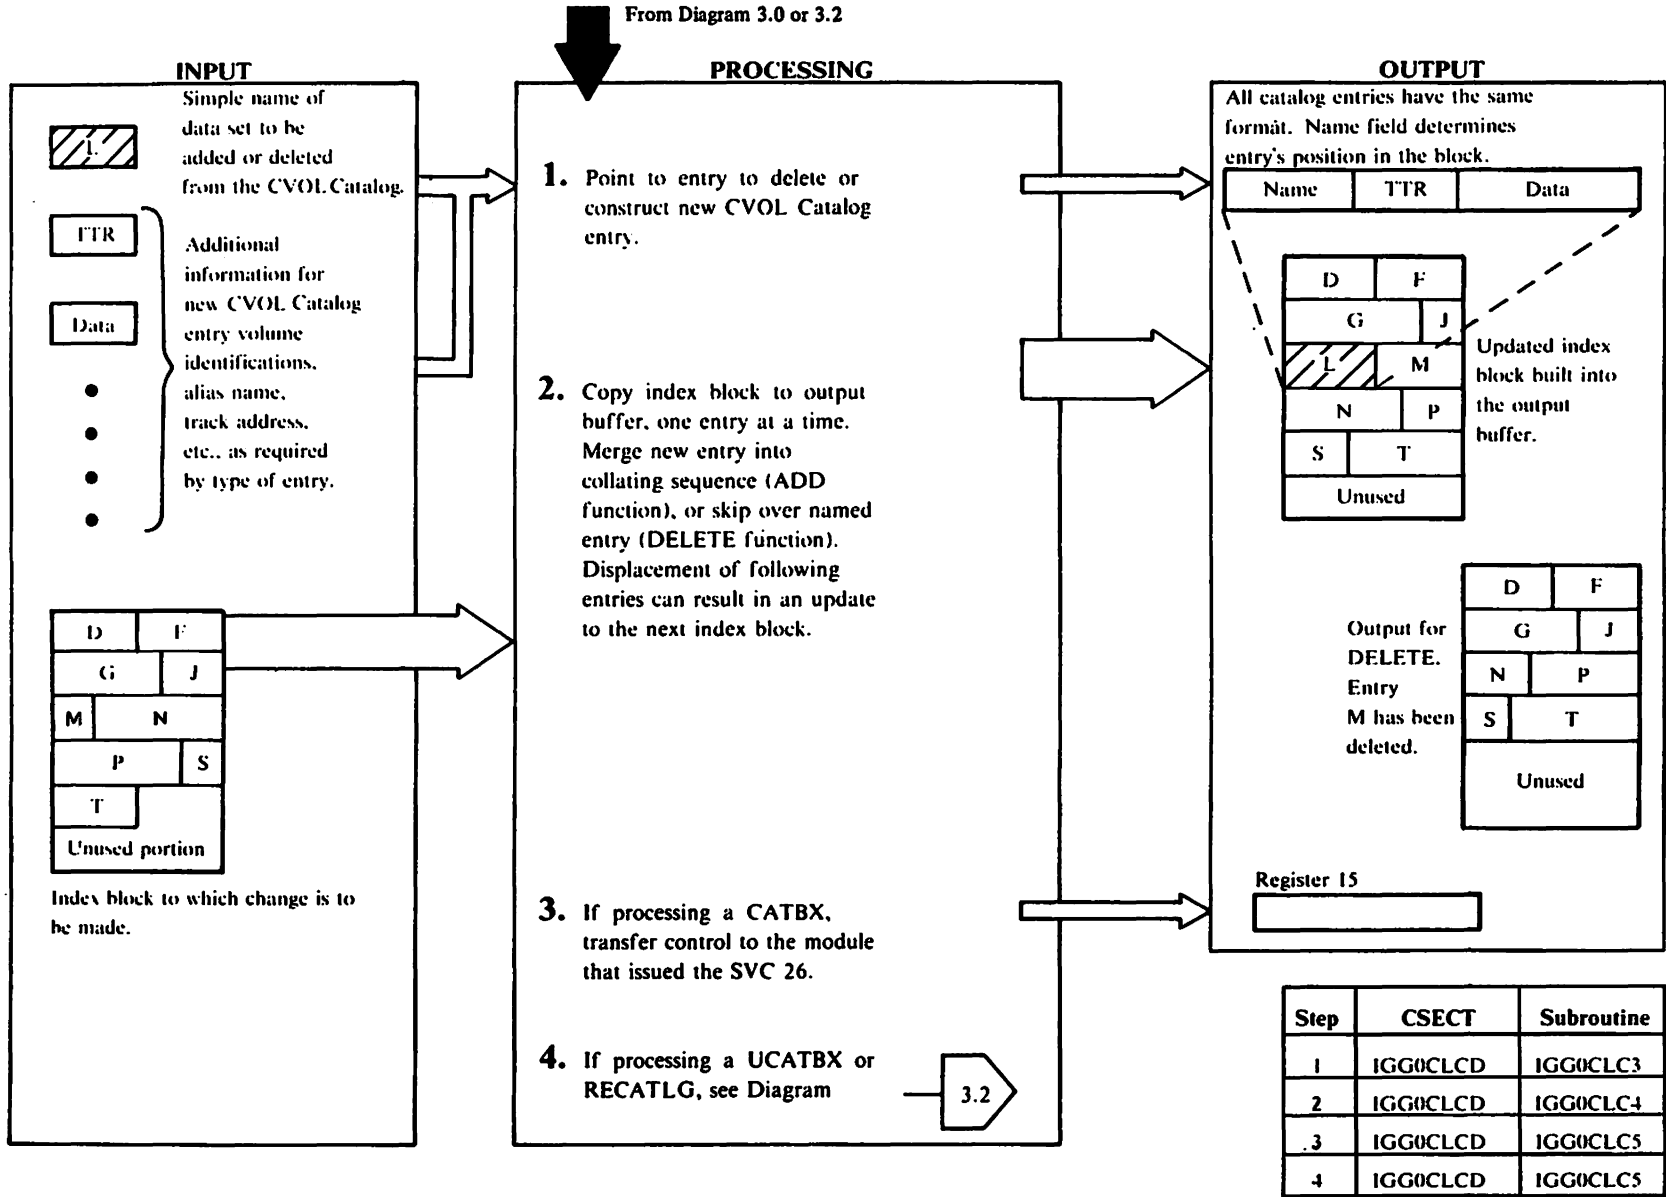 From Diagram 3.0 or 3.2
INPUT
Simple name of
data set to be
added or deleted
from the CVOL Catalog.
L
TTR
Data
Additional
information for
new CVOL Catalog
entry volume
identifications,
alias name,
track address,
etc., as required
by type of entry.
D F
G J
M N
P S
T
Unused portion
Index block to which change is to
be made.
PROCESSING
1. Point to entry to delete or
construct new CVOL Catalog
entry.
2. Copy index block to output
buffer, one entry at a time.
Merge new entry into
collating sequence (ADD
function), or skip over named
entry (DELETE function).
Displacement of following
entries can result in an update
to the next index block.
3. If processing a CATBX,
transfer control to the module
that issued the SVC 26.
4. If processing a UCATBX or
RECATLG, see Diagram
3.2
OUTPUT
All catalog entries have the same
format. Name field determines
entry's position in the block.
Name TTR Data
D F
G J
L M
N P
S T
Unused
Updated index
block built into
the output
buffer.
Output for
DELETE.
Entry
M has been
deleted.
D F
G J
N P
S T
Unused
Register 15
Step CSECT Subroutine
1 IGG0CLCD IGG0CLC3
2 IGG0CLCD IGG0CLC4
3 IGG0CLCD IGG0CLC5
4 IGG0CLCD IGG0CLC5